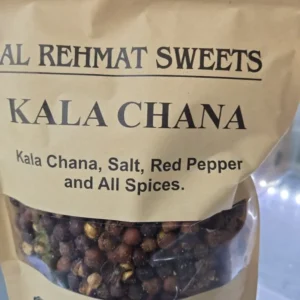 AL REHMAT SWEETS
KALA CHANA
Kala Chana, Salt, Red Pepper
and All Spices.